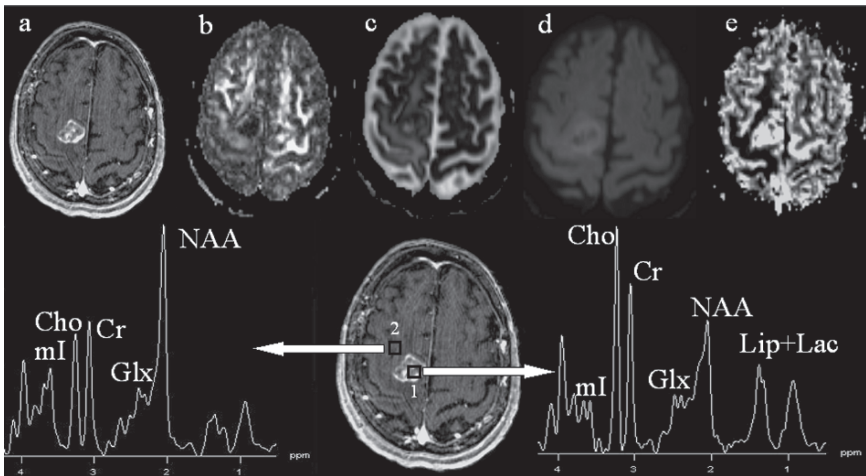 a b c d e
NAA
Cho
Cr
mI
Glx
4 3 2 1 ppm
2
1
Cho
Cr
NAA
Glx
mI
Lip+Lac
4 3 2 1 ppm